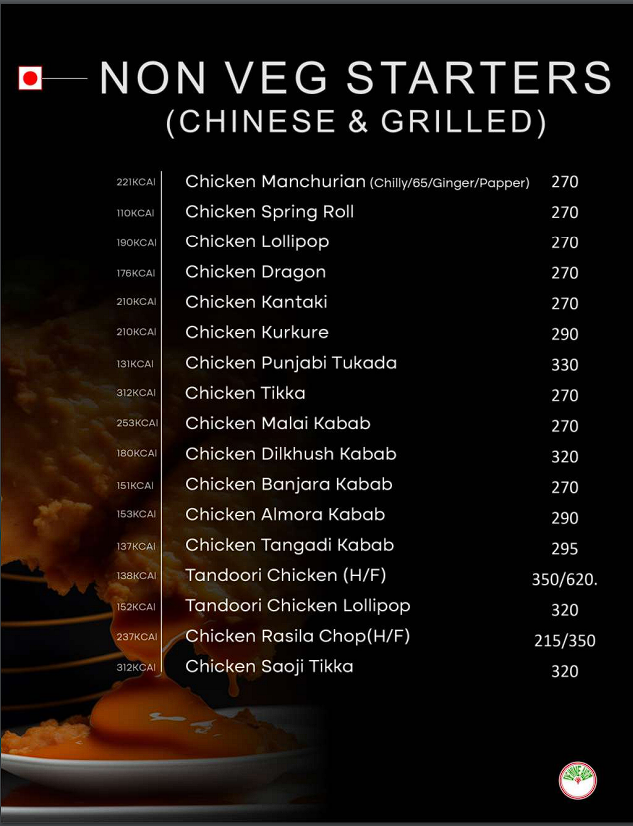 NON VEG STARTERS
(CHINESE & GRILLED)
221KCAl Chicken Manchurian (Chilly/65/Ginger/Papper) 270
110KCAl Chicken Spring Roll 270
190KCAl Chicken Lollipop 270
176KCAl Chicken Dragon 270
210KCAl Chicken Kantaki 270
210KCAl Chicken Kurkure 290
131KCAl Chicken Punjabi Tukada 330
312KCAl Chicken Tikka 270
253KCAl Chicken Malai Kabab 270
180KCAl Chicken Dilkhush Kabab 320
151KCAl Chicken Banjara Kabab 270
153KCAl Chicken Almora Kabab 290
137KCAl Chicken Tangadi Kabab 295
138KCAl Tandoori Chicken (H/F) 350/620.
152KCAl Tandoori Chicken Lollipop 320
237KCAl Chicken Rasila Chop(H/F) 215/350
312KCAl Chicken Saoji Tikka 320